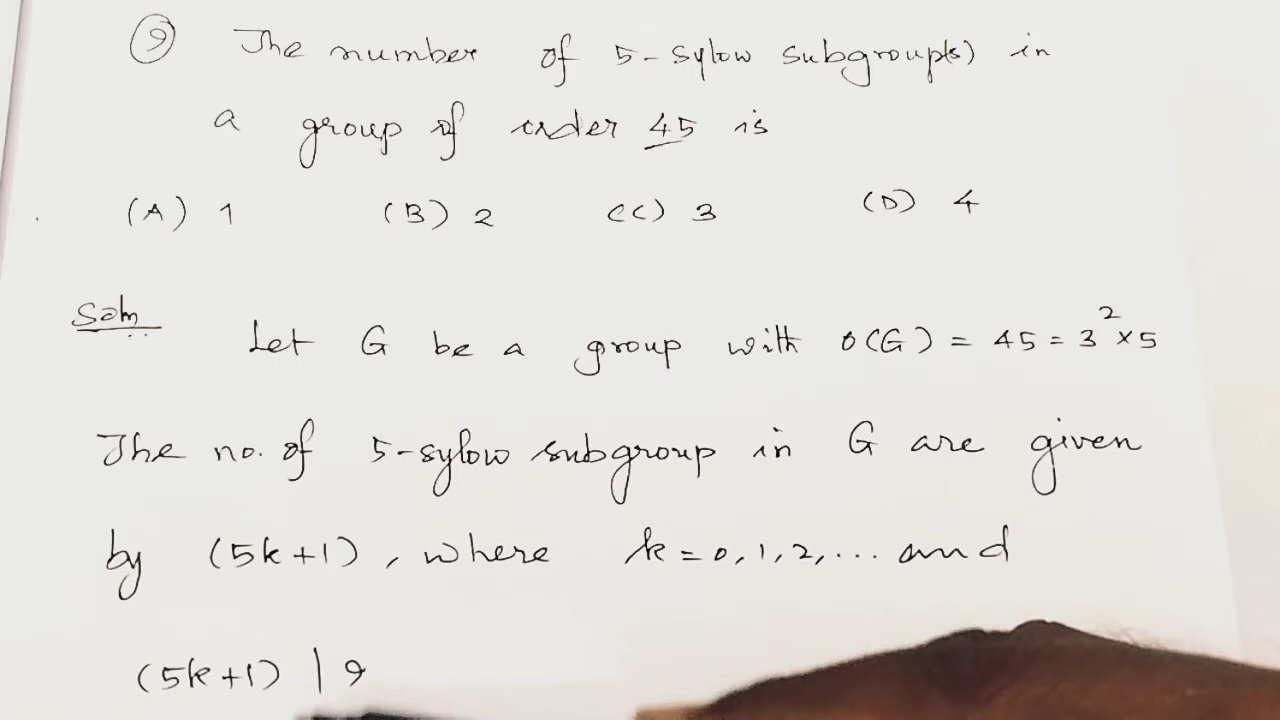 9 The number of 5-Sylow subgroup(s) in
a group of order 45 is
(A) 1 (B) 2 (C) 3 (D) 4
Soln
Let G be a group with o(G) = 45 = 3² × 5
The no. of 5-sylow subgroup in G are given
by (5k+1), where k = 0, 1, 2, ... and
(5k+1) | 9